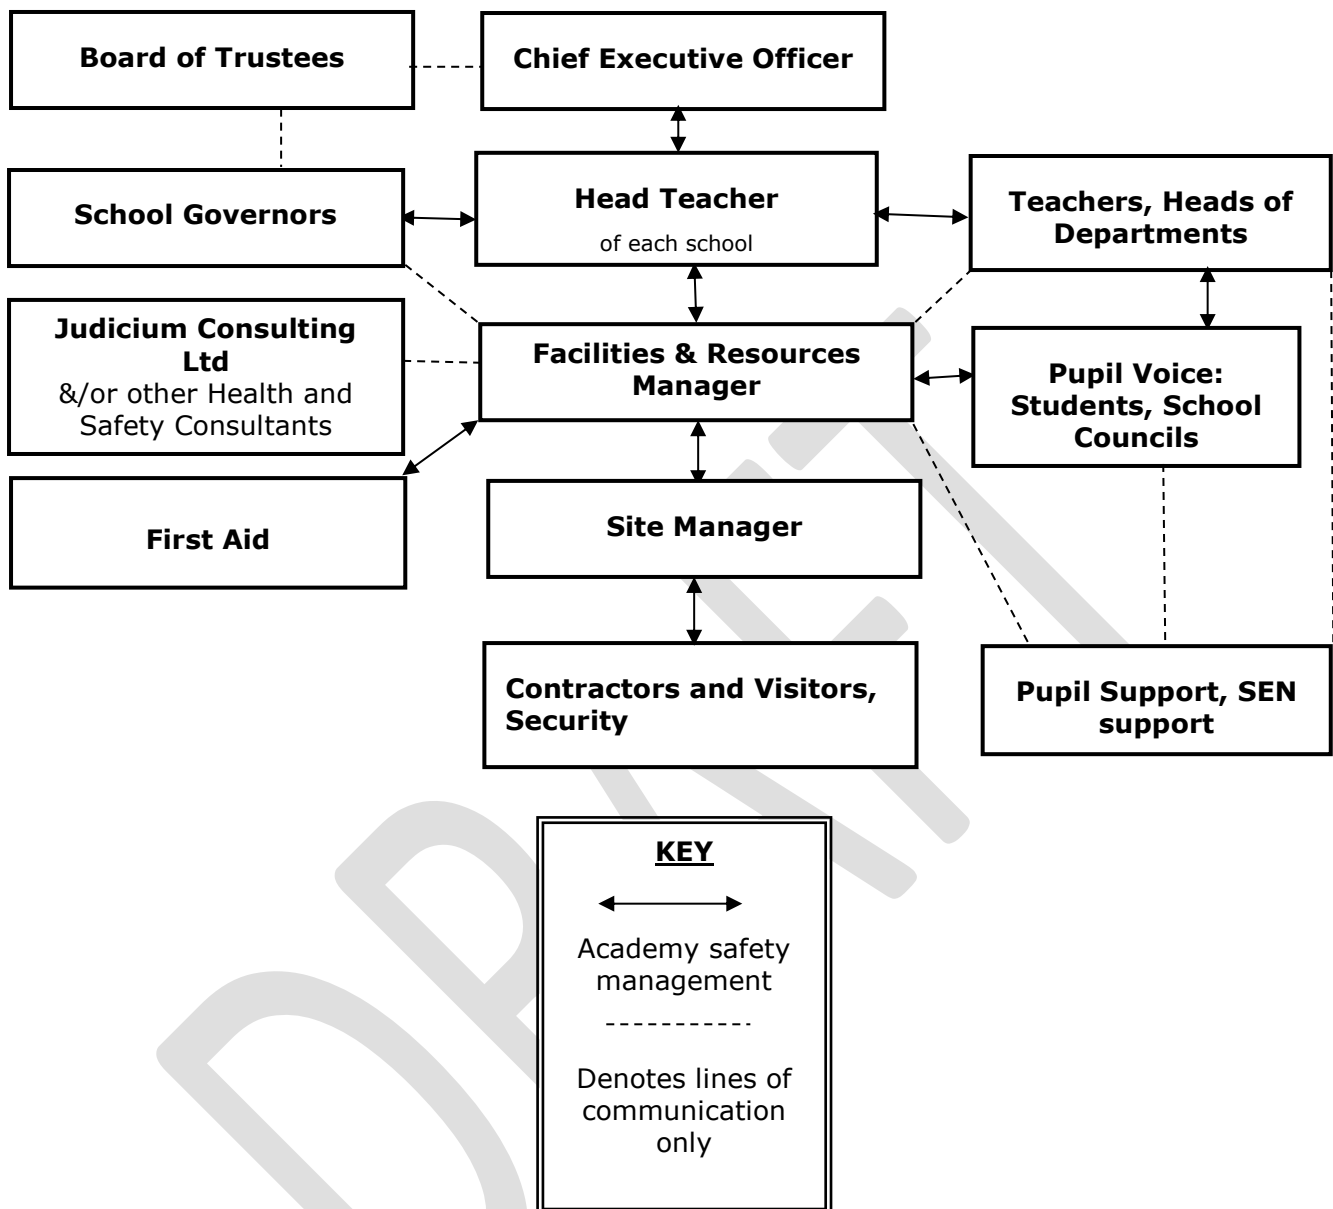 Board of Trustees
Chief Executive Officer
School Governors
Head Teacher
of each school
Teachers, Heads of
Departments
Judicium Consulting
Ltd
&/or other Health and
Safety Consultants
Facilities & Resources
Manager
Pupil Voice:
Students, School
Councils
First Aid
Site Manager
Contractors and Visitors,
Security
Pupil Support, SEN
support
KEY
Academy safety
management
Denotes lines of
communication
only
DRAFT